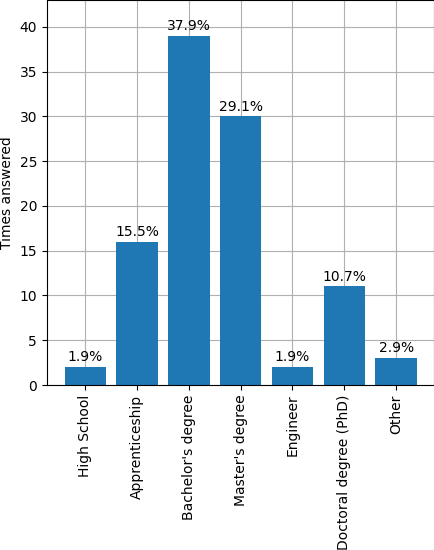 37.9%
29.1%
15.5%
10.7%
2.9%
1.9%
1.9%
40
35
30
25
20
15
10
5
0
Times answered
High School
Apprenticeship
Bachelor's degree
Master's degree
Engineer
Doctoral degree (PhD)
Other